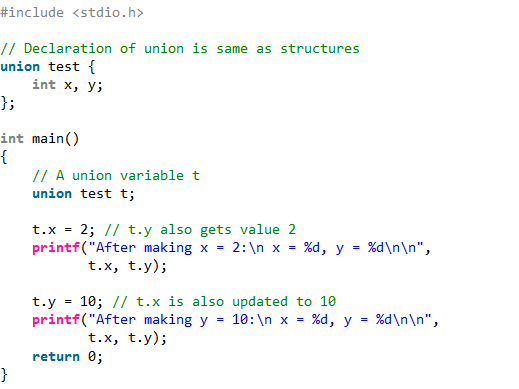 #include <stdio.h>
// Declaration of union is same as structures
union test {
int x, y;
};
int main()
{
// A union variable t
union test t;
t.x = 2; // t.y also gets value 2
printf("After making x = 2:\n x = %d, y = %d\n\n",
t.x, t.y);
t.y = 10; // t.x is also updated to 10
printf("After making y = 10:\n x = %d, y = %d\n\n",
t.x, t.y);
return 0;
}